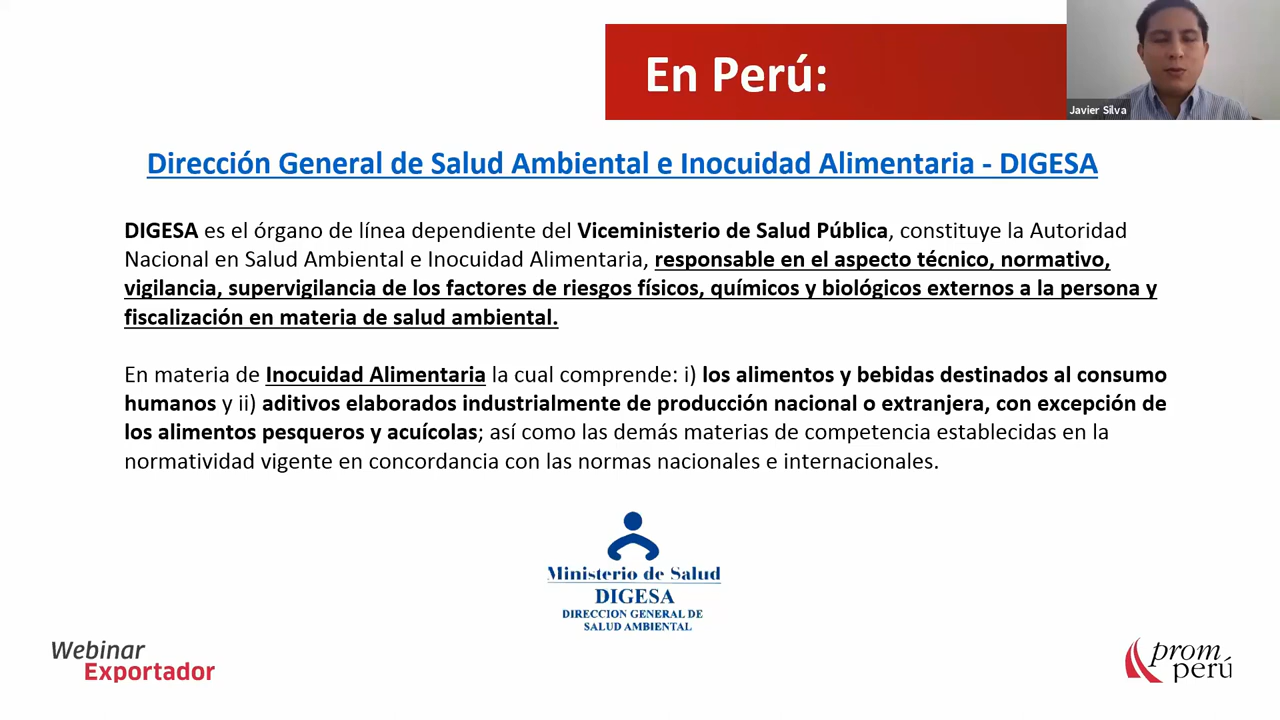 En Perú:
Javier Silva
Dirección General de Salud Ambiental e Inocuidad Alimentaria - DIGESA
DIGESA es el órgano de línea dependiente del Viceministerio de Salud Pública, constituye la Autoridad
Nacional en Salud Ambiental e Inocuidad Alimentaria, responsable en el aspecto técnico, normativo,
vigilancia, supervigilancia de los factores de riesgos físicos, químicos y biológicos externos a la persona y
fiscalización en materia de salud ambiental.
En materia de Inocuidad Alimentaria la cual comprende: i) los alimentos y bebidas destinados al consumo
humanos y ii) aditivos elaborados industrialmente de producción nacional o extranjera, con excepción de
los alimentos pesqueros y acuícolas; así como las demás materias de competencia establecidas en la
normatividad vigente en concordancia con las normas nacionales e internacionales.
Ministerio de Salud
DIGESA
DIRECCION GENERAL DE
SALUD AMBIENTAL
Webinar
Exportador
prom
perú